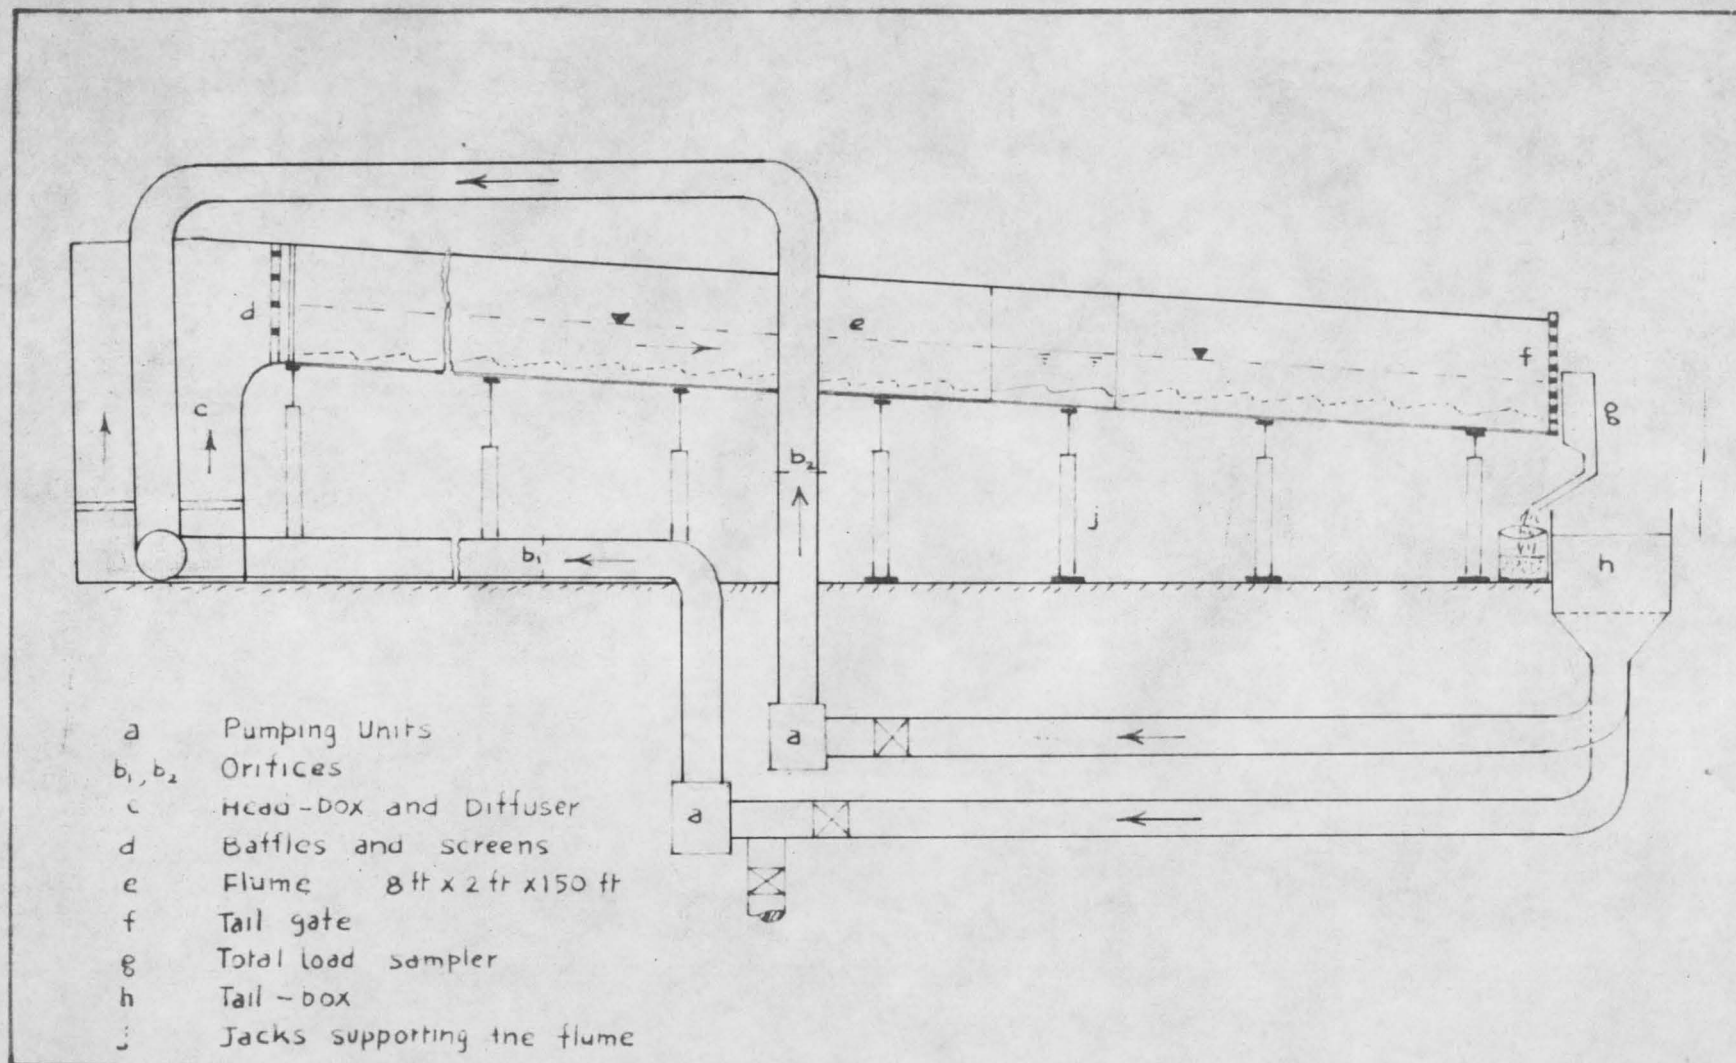 d
e
f
c
g
b₂
j
b₁
h
a
a
a Pumping Units
b₁, b₂ Orifices
c Head-box and Diffuser
d Baffles and screens
e Flume 8 ft x 2 ft x 150 ft
f Tail gate
g Total load sampler
h Tail-box
j Jacks supporting the flume